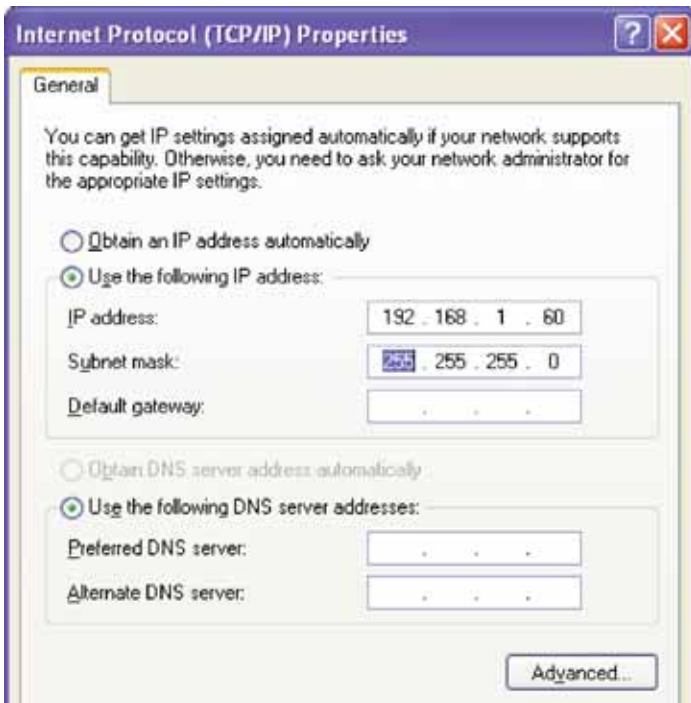 Internet Protocol (TCP/IP) Properties
General
You can get IP settings assigned automatically if your network supports
this capability. Otherwise, you need to ask your network administrator for
the appropriate IP settings.
Obtain an IP address automatically
Use the following IP address:
IP address: 192 . 168 . 1 . 60
Subnet mask: 255 . 255 . 255 . 0
Default gateway: . . .
Obtain DNS server address automatically
Use the following DNS server addresses:
Preferred DNS server: . . .
Alternate DNS server: . . .
Advanced...